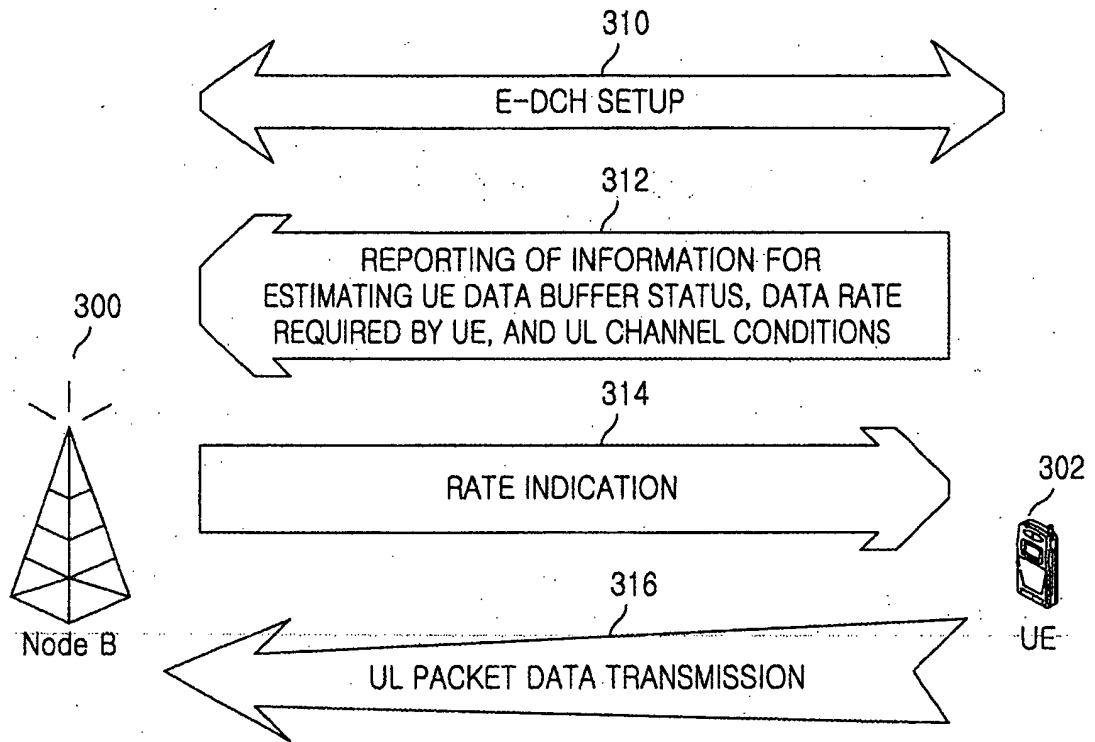 310
E-DCH SETUP
312
REPORTING OF INFORMATION FOR
ESTIMATING UE DATA BUFFER STATUS, DATA RATE
REQUIRED BY UE, AND UL CHANNEL CONDITIONS
300
314
RATE INDICATION
302
316
Node B
UE
UL PACKET DATA TRANSMISSION